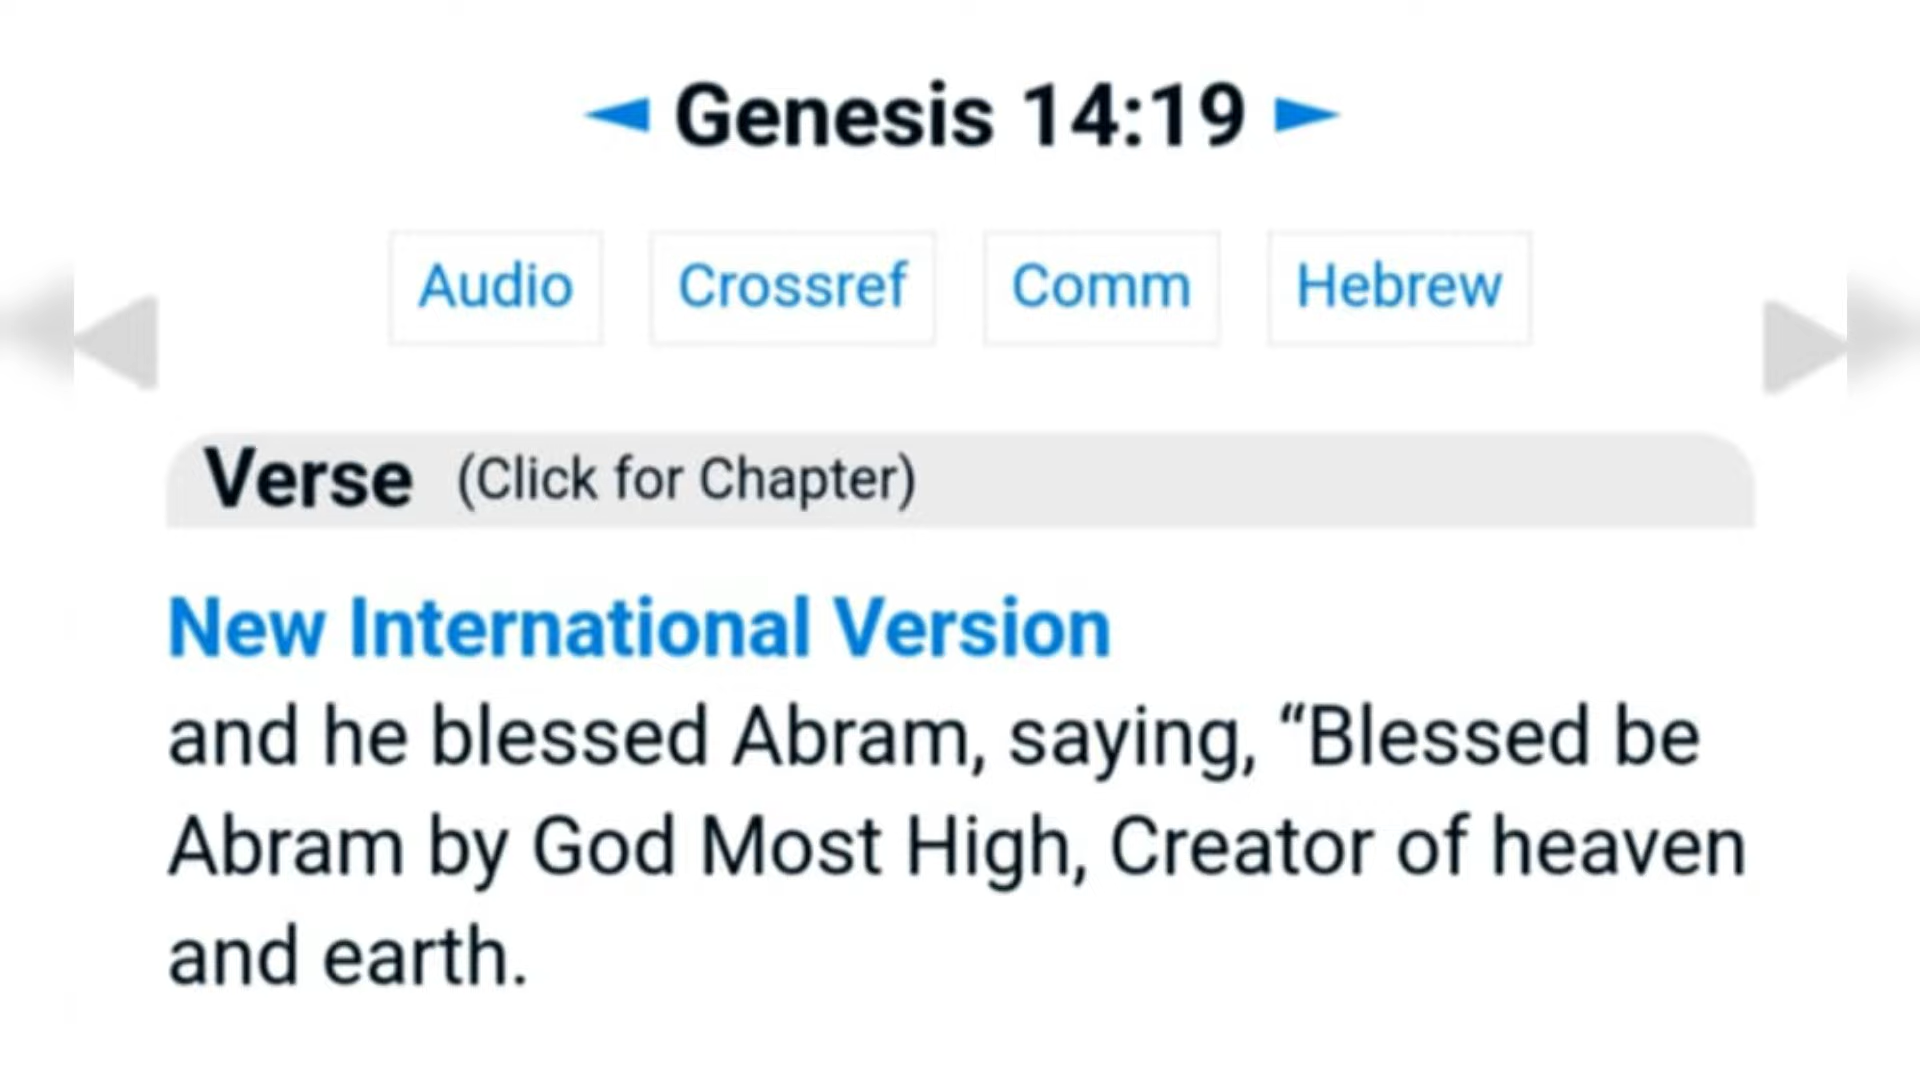 Genesis 14:19
Audio Crossref Comm Hebrew
Verse (Click for Chapter)
New International Version
and he blessed Abram, saying, “Blessed be
Abram by God Most High, Creator of heaven
and earth.